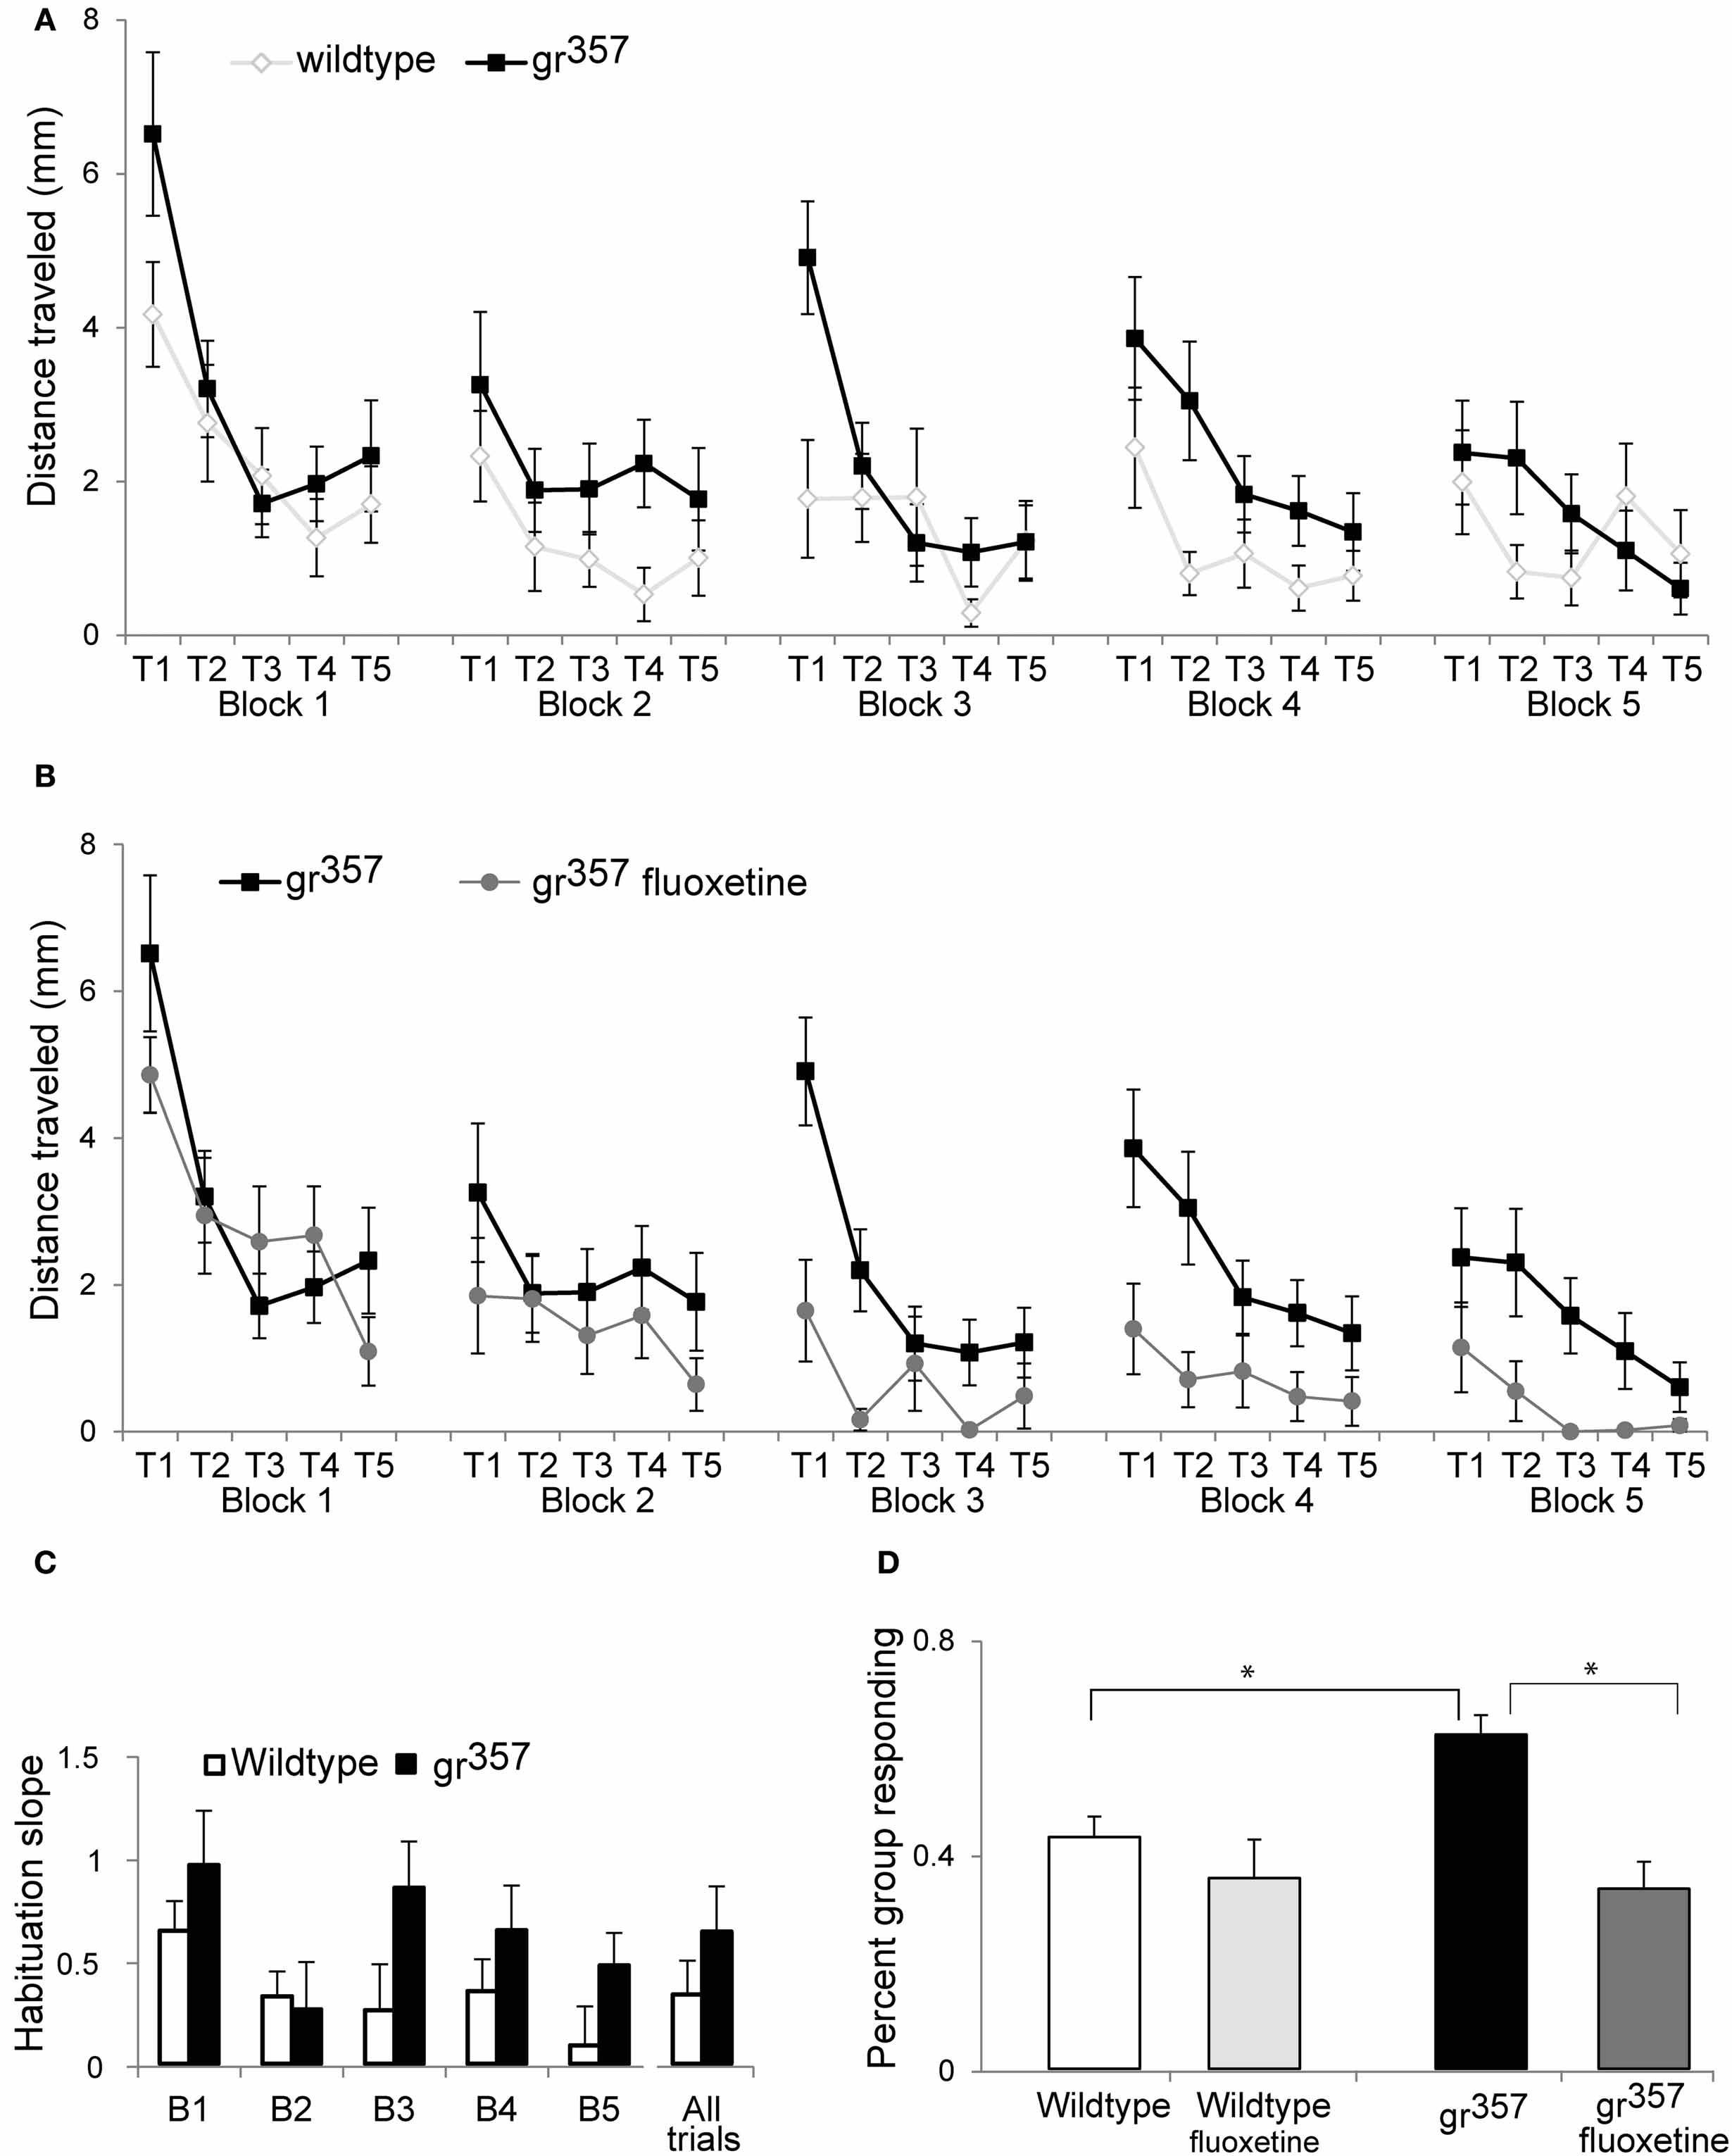 A
8
wildtype gr357
6
4
2
0
Distance traveled (mm)
T1 T2 T3 T4 T5 T1 T2 T3 T4 T5 T1 T2 T3 T4 T5 T1 T2 T3 T4 T5 T1 T2 T3 T4 T5
Block 1 Block 2 Block 3 Block 4 Block 5
B
8
gr357 gr357 fluoxetine
6
4
2
0
Distance traveled (mm)
T1 T2 T3 T4 T5 T1 T2 T3 T4 T5 T1 T2 T3 T4 T5 T1 T2 T3 T4 T5 T1 T2 T3 T4 T5
Block 1 Block 2 Block 3 Block 4 Block 5
C
1.5
Wildtype gr357
1
0.5
0
Habituation slope
B1 B2 B3 B4 B5 All
trials
D
0.8
* *
0.4
0
Percent group responding
Wildtype Wildtype gr357 gr357
fluoxetine fluoxetine